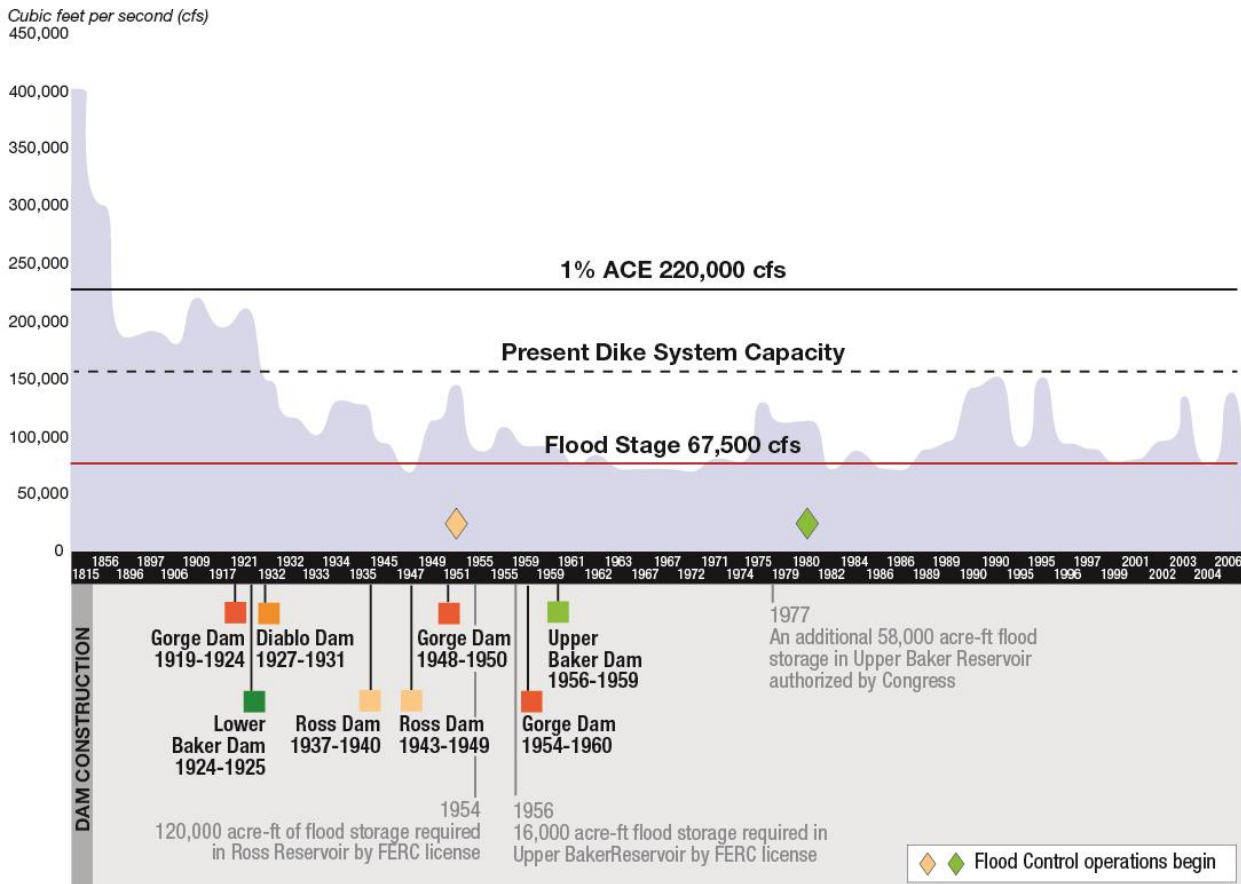 Cubic feet per second (cfs)
450,000
400,000
350,000
300,000
250,000
200,000
150,000
100,000
50,000
0
1% ACE 220,000 cfs
Present Dike System Capacity
Flood Stage 67,500 cfs
1856 1897 1909 1921 1932 1934 1945 1949 1955 1959 1961 1963 1967 1971 1975 1980 1984 1986 1989 1990 1995 1997 2001 2003 2006
1815 1896 1906 1917 1932 1933 1935 1947 1951 1955 1959 1962 1967 1972 1974 1979 1982 1986 1989 1990 1995 1996 1999 2002 2004
DAM CONSTRUCTION
Gorge Dam
1919-1924
Diablo Dam
1927-1931
Gorge Dam
1948-1950
Upper
Baker Dam
1956-1959
1977
An additional 58,000 acre-ft flood
storage in Upper Baker Reservoir
authorized by Congress
Lower
Baker Dam
1924-1925
Ross Dam
1937-1940
Ross Dam
1943-1949
Gorge Dam
1954-1960
1954
120,000 acre-ft of flood storage required
in Ross Reservoir by FERC license
1956
16,000 acre-ft flood storage required in
Upper BakerReservoir by FERC license
Flood Control operations begin